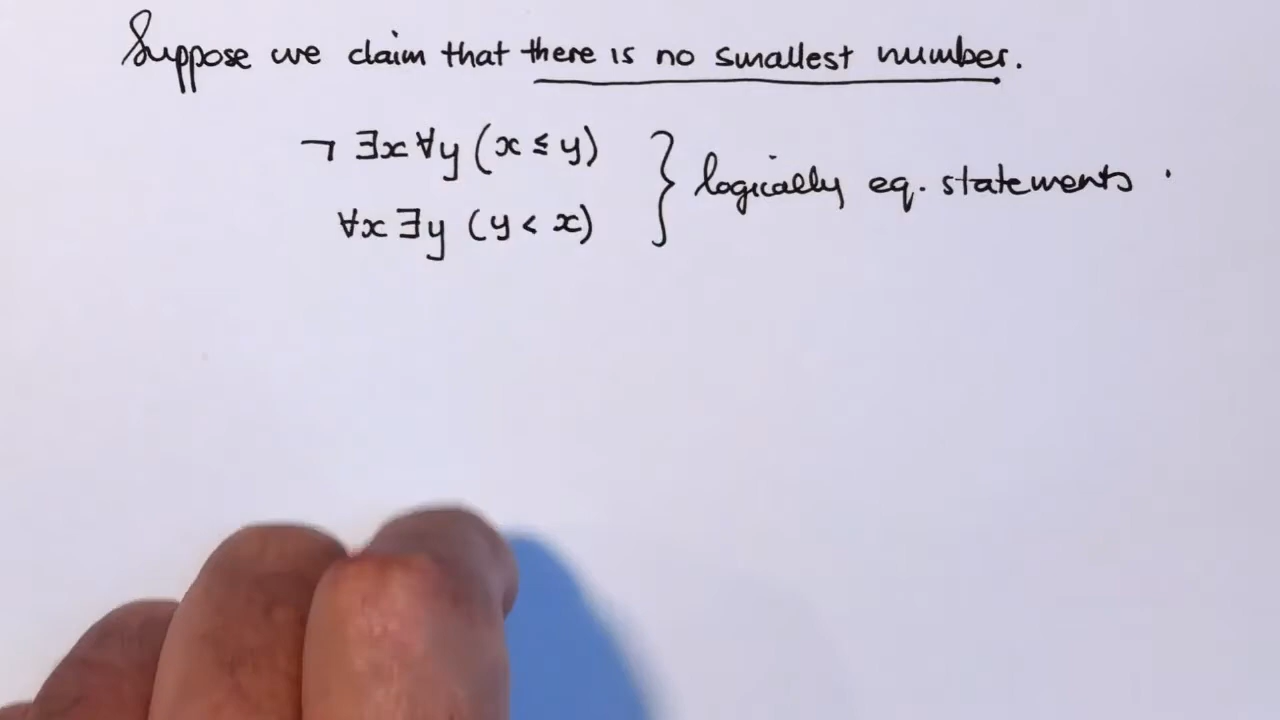 Suppose we claim that there is no smallest number.
¬ ∃x ∀y (x ≤ y)
∀x ∃y (y < x)
} logically eq. statements.